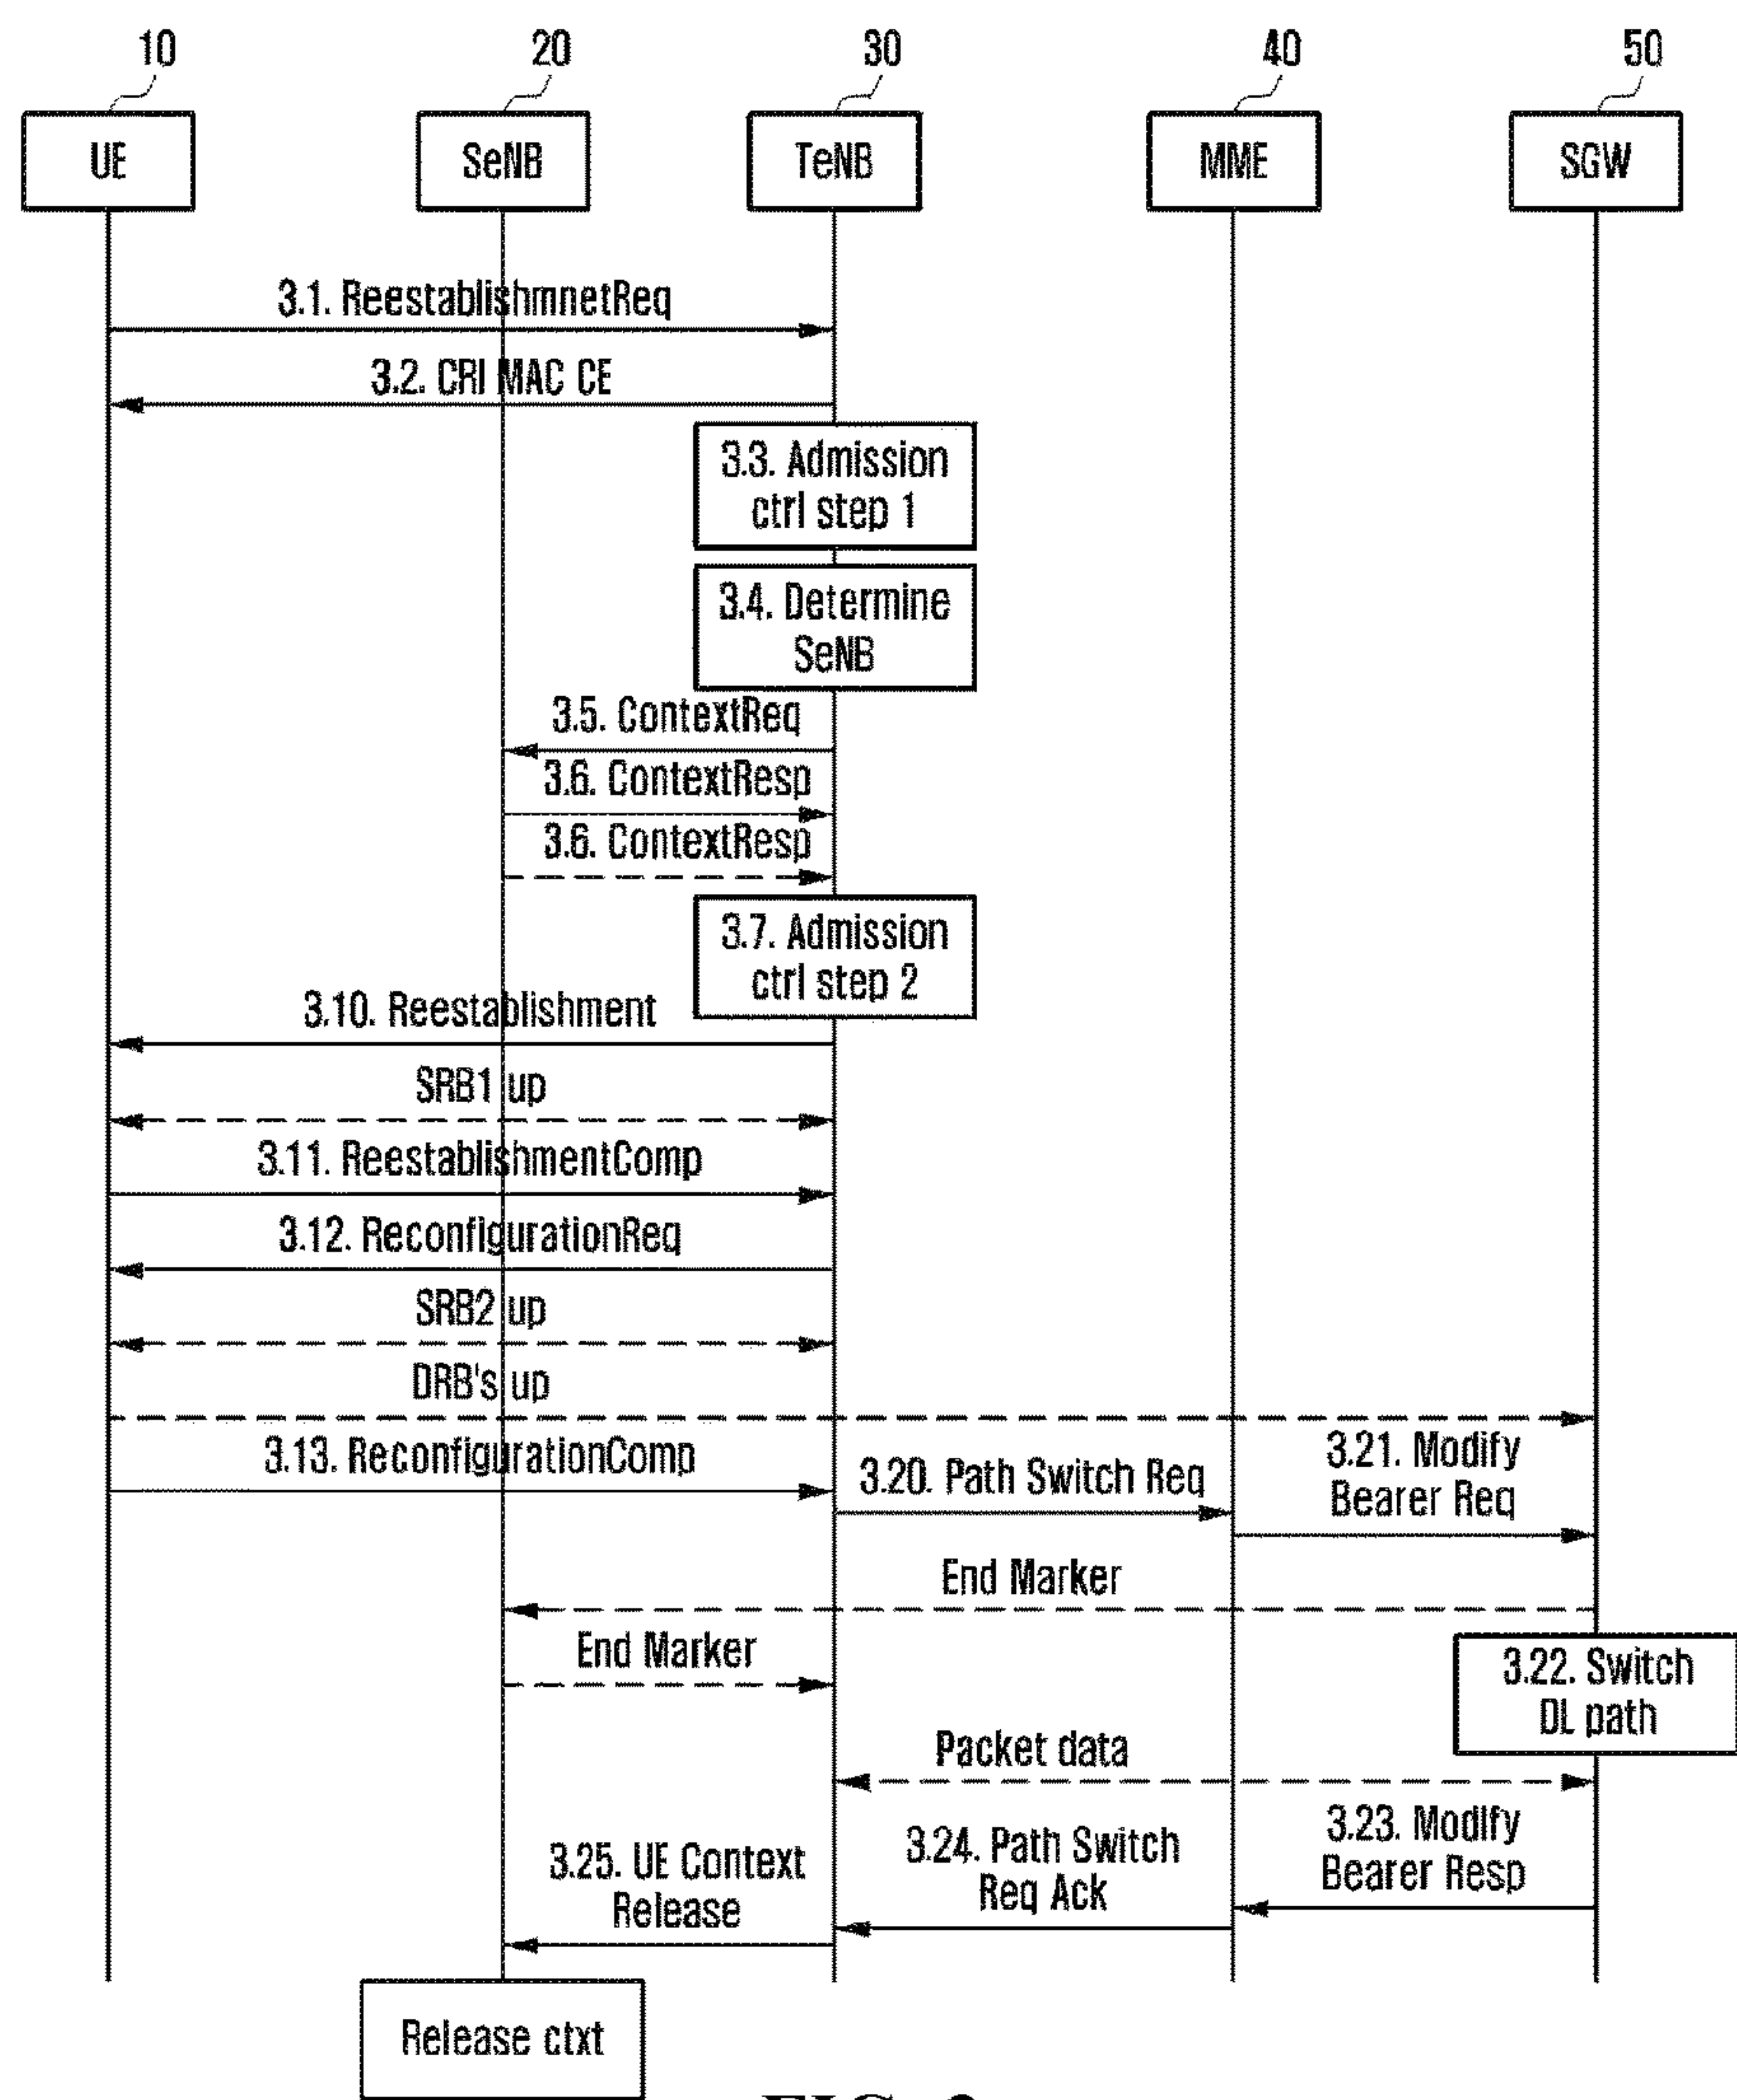 10 20 30 40 50
UE SeNB TeNB MME SGW
3.1. ReestablishmnetReq
3.2. CRI MAC CE
3.3. Admission
ctrl step 1
3.4. Determine
SeNB
3.5. ContextReq
3.6. ContextResp
3.6. ContextResp
3.7. Admission
ctrl step 2
3.10. Reestablishment
SRB1 up
3.11. ReestablishmentComp
3.12. ReconfigurationReq
SRB2 up
DRB's up
3.13. ReconfigurationComp
3.20. Path Switch Req
3.21. Modify
Bearer Req
End Marker
End Marker
3.22. Switch
DL path
Packet data
3.23. Modify
Bearer Resp
3.24. Path Switch
Req Ack
3.25. UE Context
Release
Release ctxt